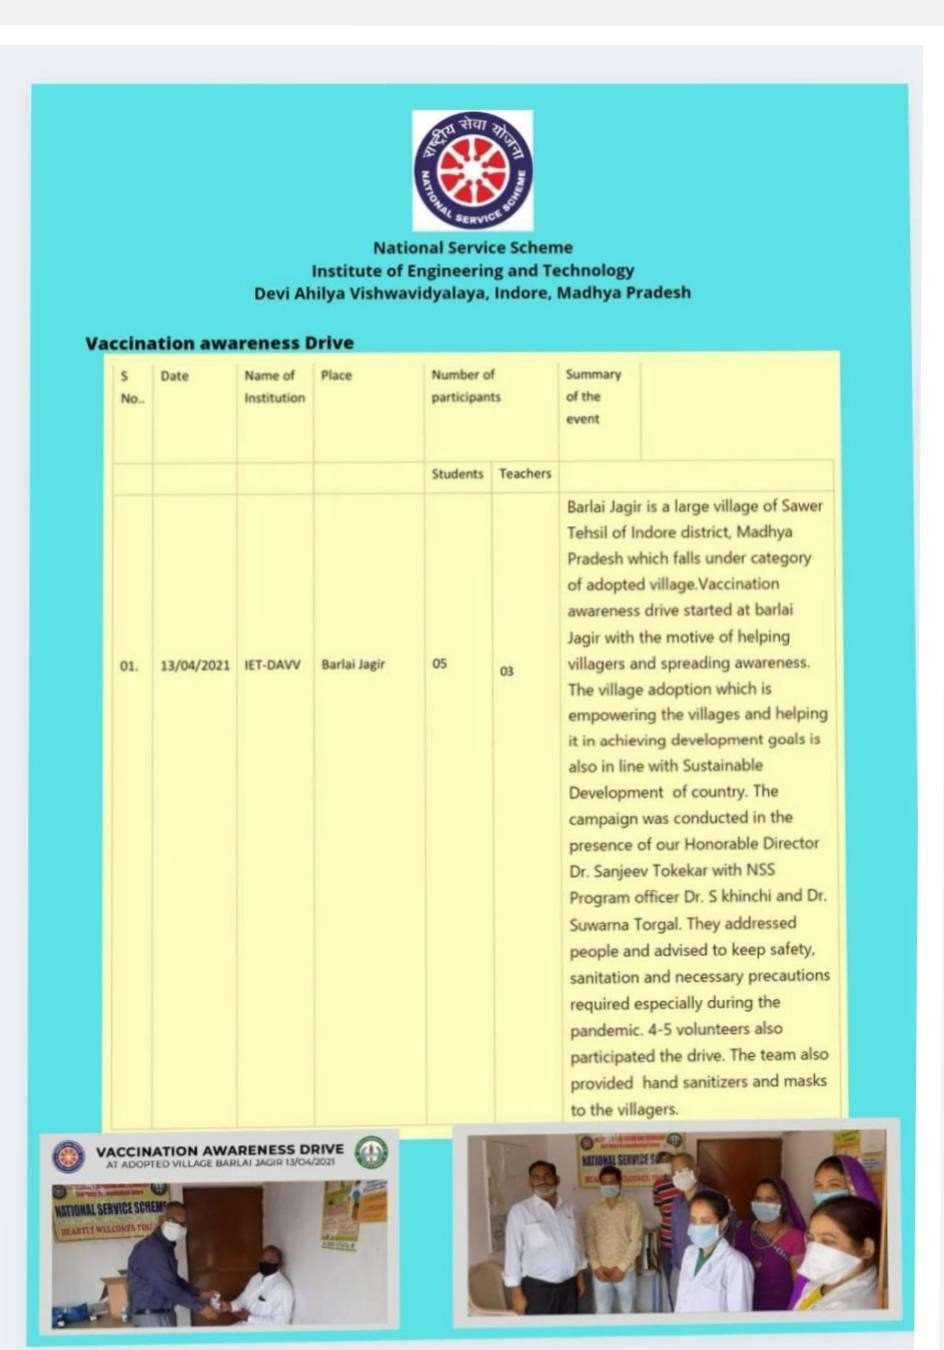 राष्ट्रीय सेवा योजना
NATIONAL SERVICE SCHEME
National Service Scheme
Institute of Engineering and Technology
Devi Ahilya Vishwavidyalaya, Indore, Madhya Pradesh
Vaccination awareness Drive
S No.. Date Name of Institution Place Number of participants Summary of the event
Students Teachers
01. 13/04/2021 IET-DAVV Barlai Jagir 05 03
Barlai Jagir is a large village of Sawer
Tehsil of Indore district, Madhya
Pradesh which falls under category
of adopted village.Vaccination
awareness drive started at barlai
Jagir with the motive of helping
villagers and spreading awareness.
The village adoption which is
empowering the villages and helping
it in achieving development goals is
also in line with Sustainable
Development of country. The
campaign was conducted in the
presence of our Honorable Director
Dr. Sanjeev Tokekar with NSS
Program officer Dr. S khinchi and Dr.
Suwarna Torgal. They addressed
people and advised to keep safety,
sanitation and necessary precautions
required especially during the
pandemic. 4-5 volunteers also
participated the drive. The team also
provided hand sanitizers and masks
to the villagers.
VACCINATION AWARENESS DRIVE
AT ADOPTED VILLAGE BARLAI JAGIR 13/04/2021
NATIONAL SERVICE SCHEME
HEARTLY WELCOMES YOU
NATIONAL SERVICE